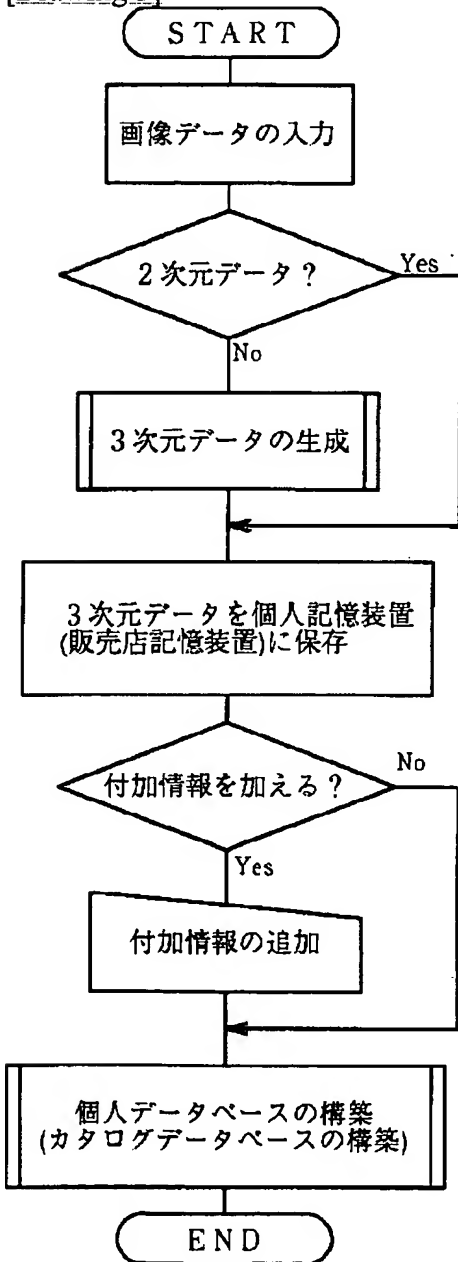 START
画像データの入力
2次元データ?
Yes
No
3次元データの生成
3次元データを個人記憶装置
(販売店記憶装置)に保存
付加情報を加える?
No
Yes
付加情報の追加
個人データベースの構築
(カタログデータベースの構築)
END